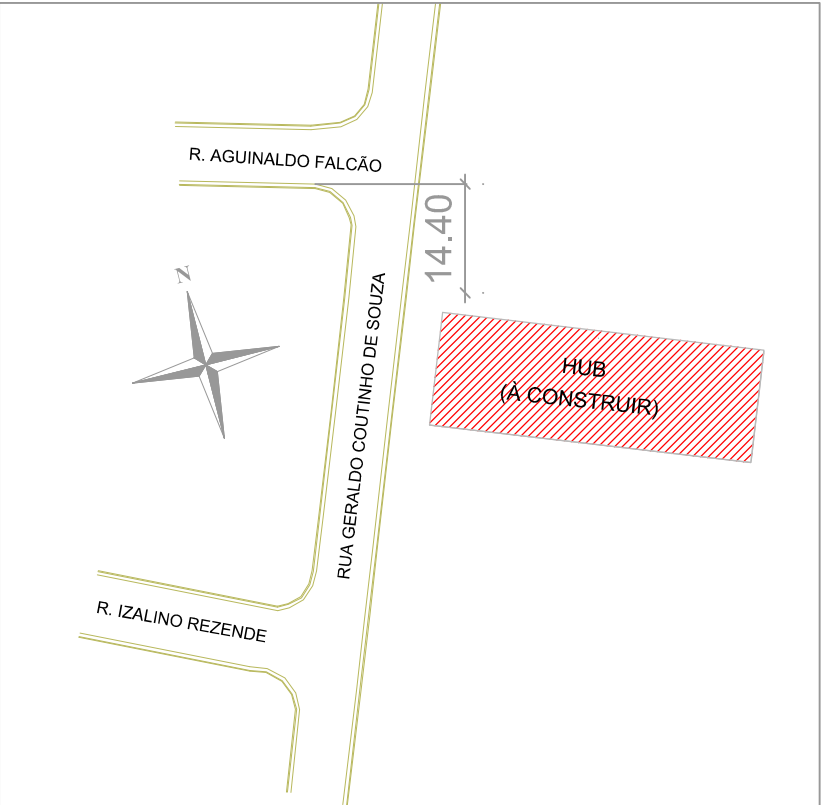 R. AGUINALDO FALCÃO
14.40
N
RUA GERALDO COUTINHO DE SOUZA
HUB
(À CONSTRUIR)
R. IZALINO REZENDE